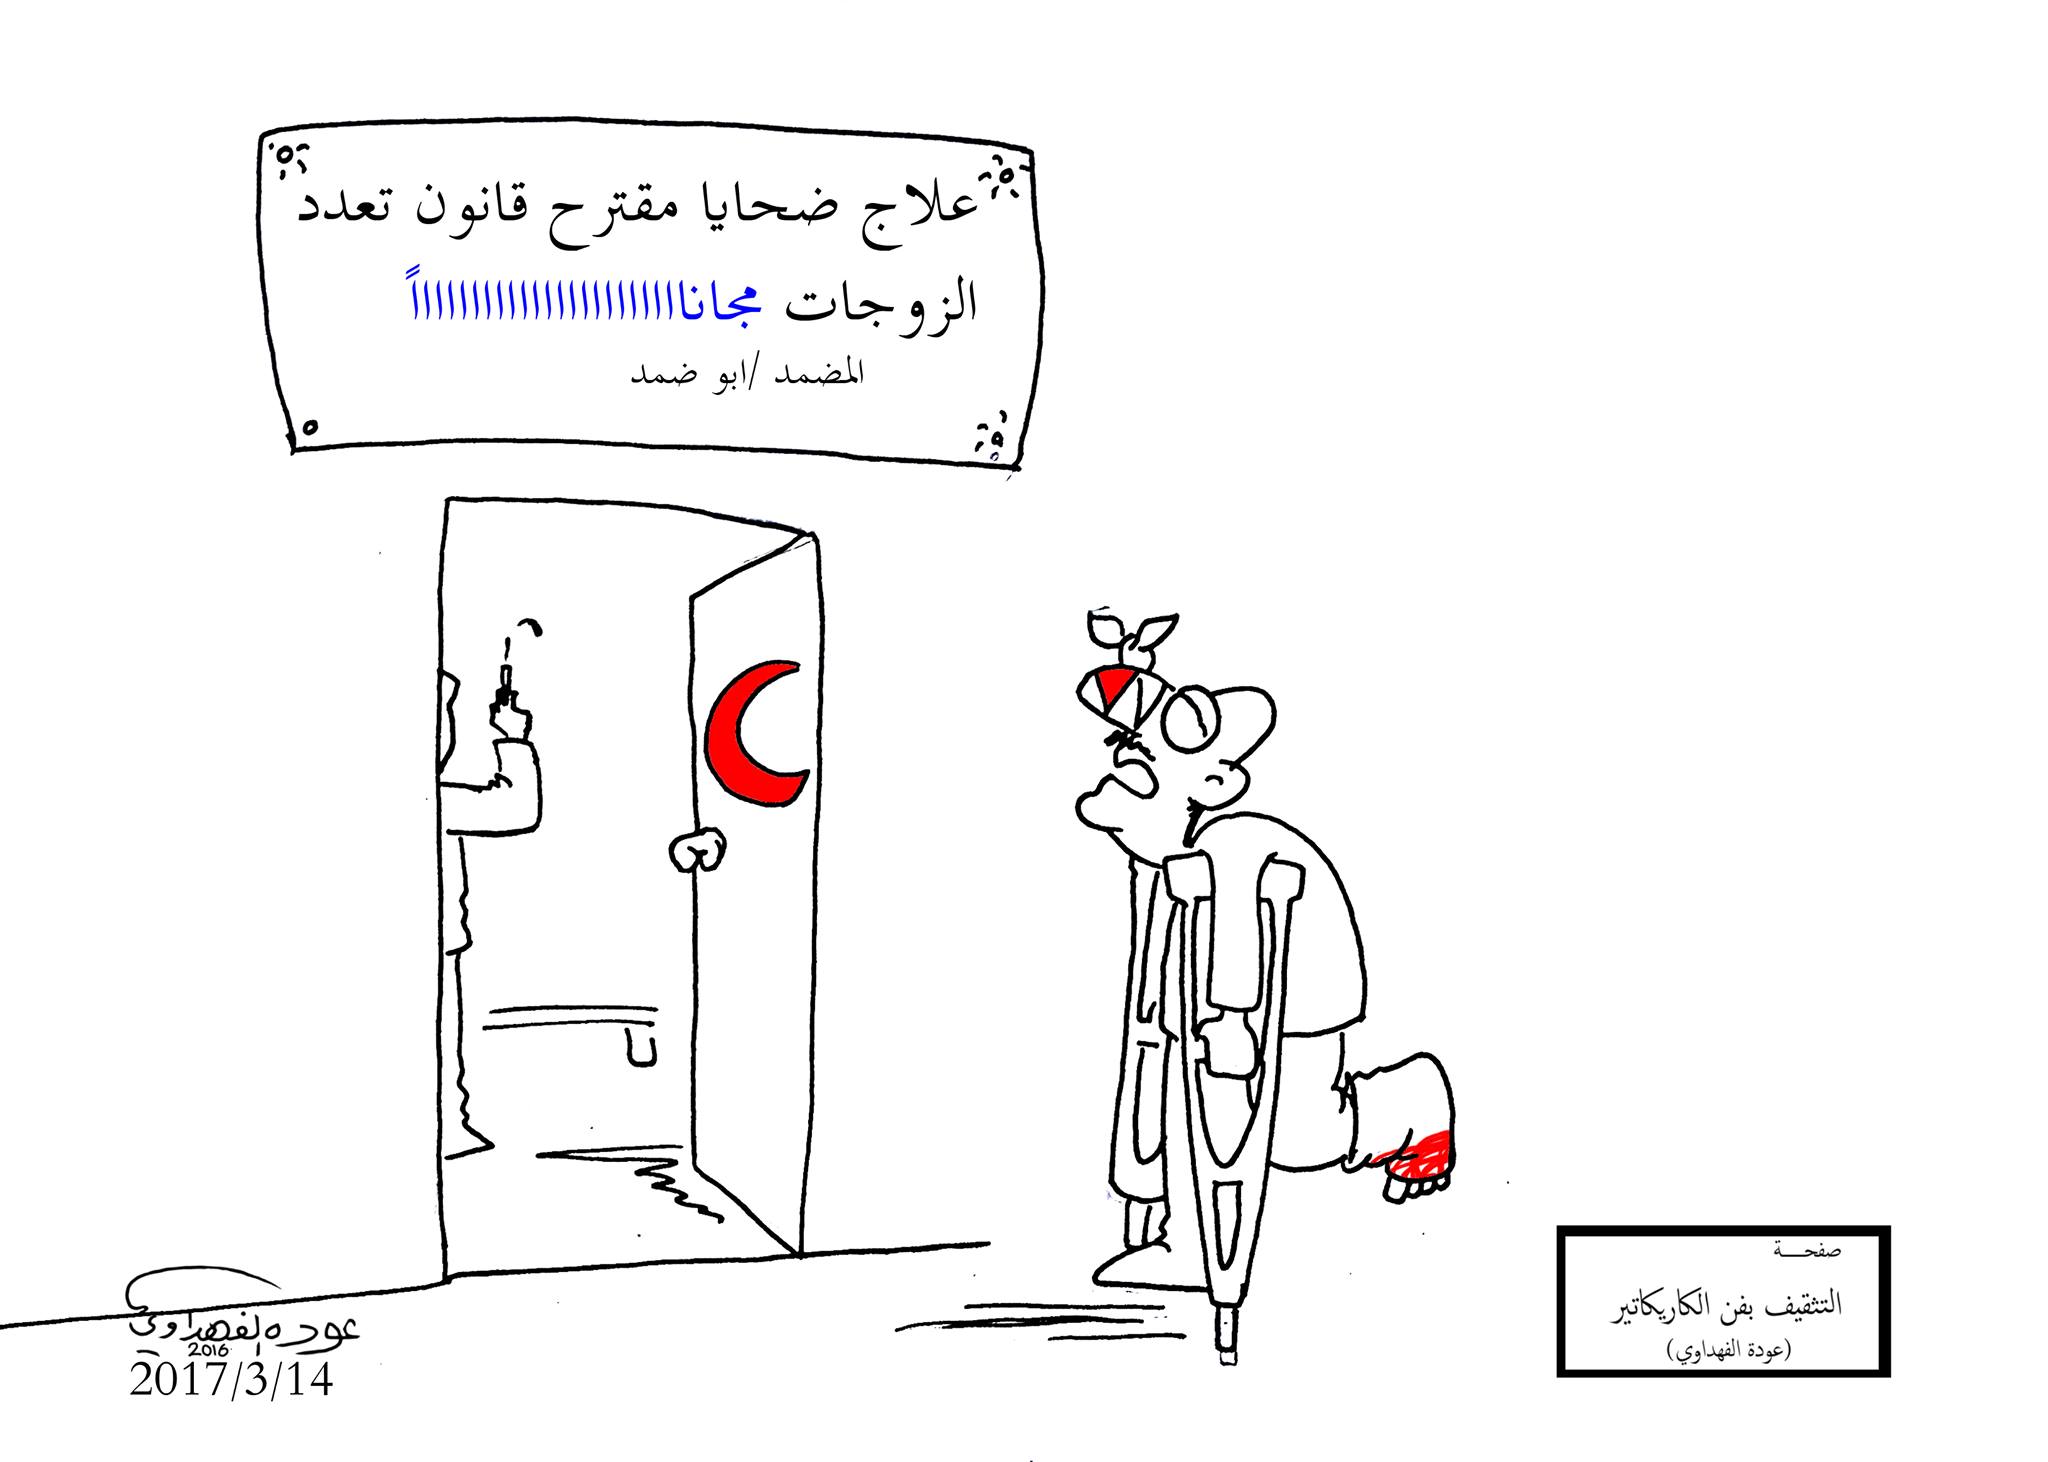 علاج ضحايا مقترح قانون تعدد
الزوجات مجانااااااااااااااااااااااً
المضمد /ابو ضمد
عوده الفهداوي
2016
2017/3/14
صفحـــة
التثقيف بفن الكاريكاتير
(عودة الفهداوي)